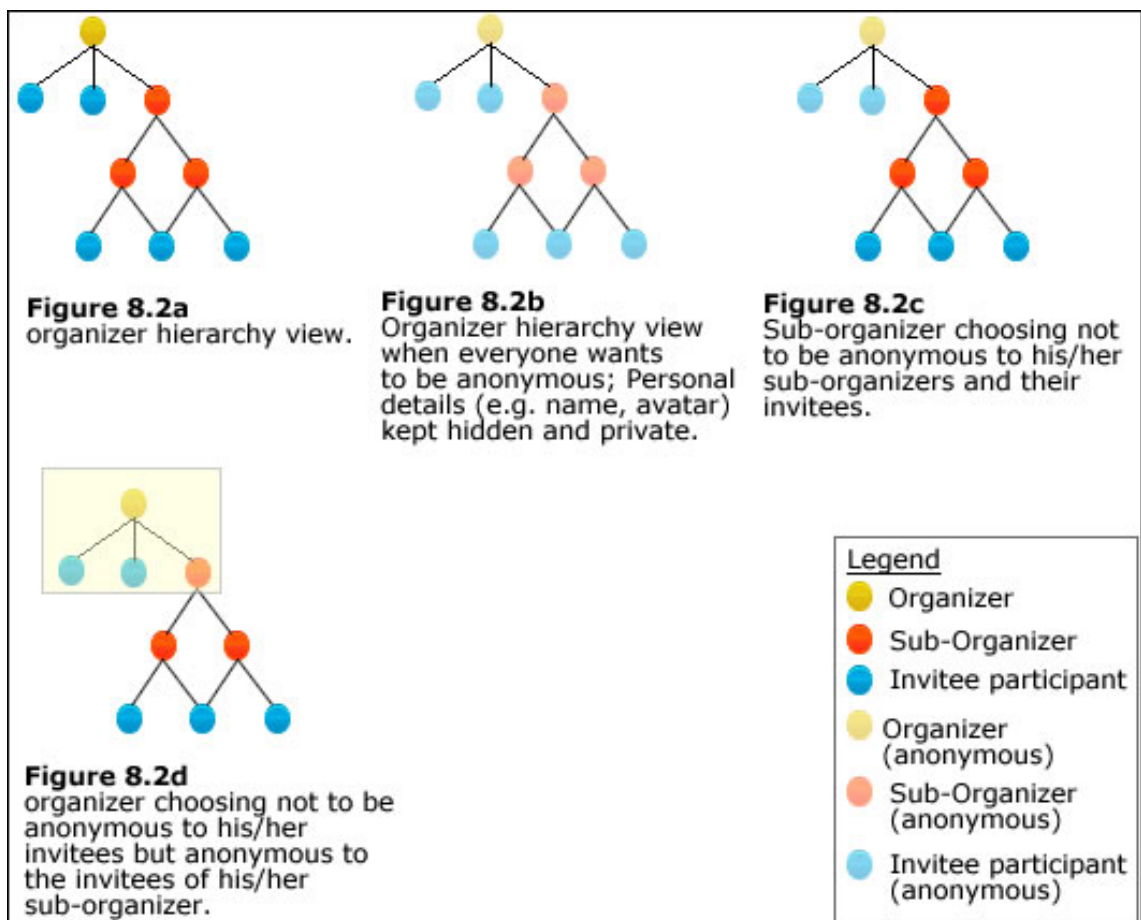 Figure 8.2a
organizer hierarchy view.
Figure 8.2b
Organizer hierarchy view
when everyone wants
to be anonymous; Personal
details (e.g. name, avatar)
kept hidden and private.
Figure 8.2c
Sub-organizer choosing not
to be anonymous to his/her
sub-organizers and their
invitees.
Figure 8.2d
organizer choosing not to be
anonymous to his/her
invitees but anonymous to
the invitees of his/her
sub-organizer.
Legend
Organizer
Sub-Organizer
Invitee participant
Organizer
(anonymous)
Sub-Organizer
(anonymous)
Invitee participant
(anonymous)